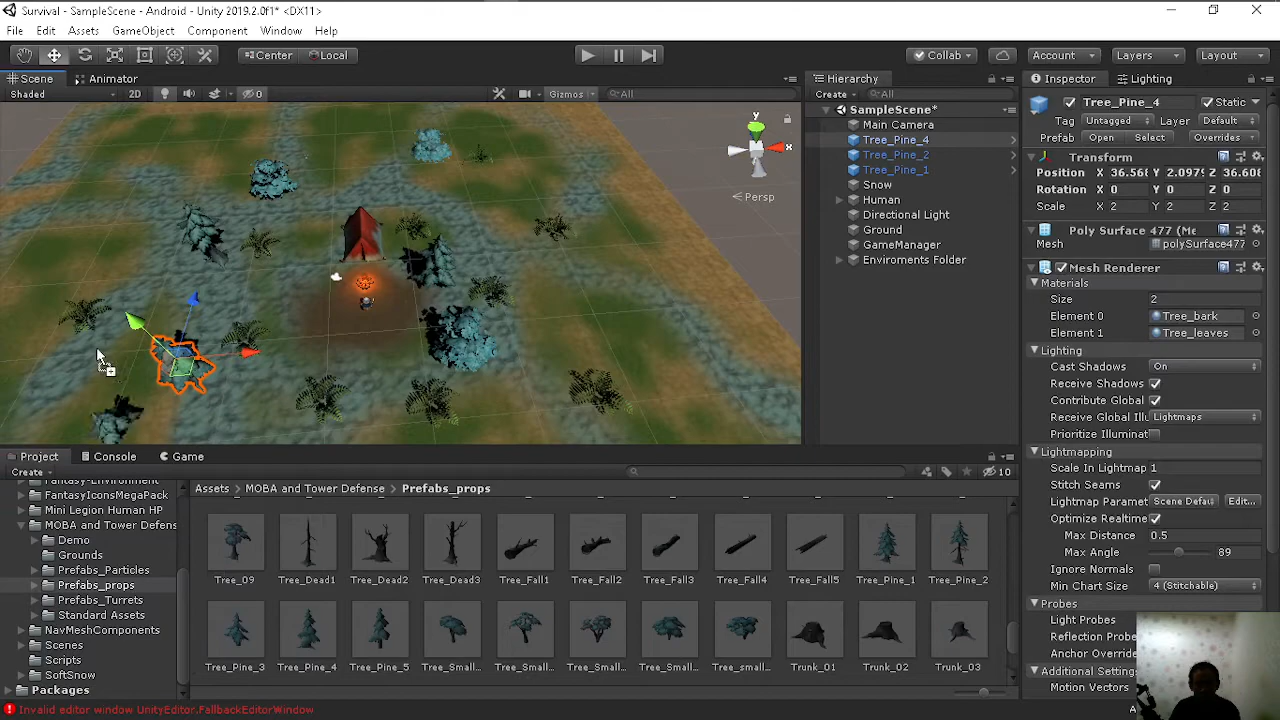 Survival - SampleScene - Android - Unity 2019.2.0f1* <DX11>
File Edit Assets GameObject Component Window Help
Center Local Collab Account Layers Layout
Scene Animator
Shaded 2D 0 Gizmos All
Hierarchy
Create All
SampleScene*
Main Camera
Tree_Pine_4
Tree_Pine_2
Tree_Pine_1
Snow
Human
Directional Light
Ground
GameManager
Enviroments Folder
y
x
Persp
Inspector Lighting
Tree_Pine_4 Static
Tag Untagged Layer Default
Prefab Open Select Overrides
Transform
Position X 36.568 Y 2.0979 Z 36.608
Rotation X 0 Y 0 Z 0
Scale X 2 Y 2 Z 2
Poly Surface 477 (Me
Mesh polySurface477
Mesh Renderer
Materials
Size 2
Element 0 Tree_bark
Element 1 Tree_leaves
Lighting
Cast Shadows On
Receive Shadows
Contribute Global
Receive Global Illu Lightmaps
Prioritize Illuminat
Lightmapping
Scale In Lightmap 1
Stitch Seams
Lightmap Paramet Scene Defau Edit...
Optimize Realtime
Max Distance 0.5
Max Angle 89
Ignore Normals
Min Chart Size 4 (Stitchable)
Probes
Light Probes
Reflection Probe
Anchor Override
Additional Setting
Motion Vectors
Project Console Game
Create 10
Fantasy-Environment
FantasyIconsMegaPack
Mini Legion Human HP
MOBA and Tower Defens
Demo
Grounds
Prefabs_Particles
Prefabs_props
Prefabs_Turrets
Standard Assets
NavMeshComponents
Scenes
Scripts
SoftSnow
Packages
Assets MOBA and Tower Defense Prefabs_props
Tree_09 Tree_Dead1 Tree_Dead2 Tree_Dead3 Tree_Fall1 Tree_Fall2 Tree_Fall3 Tree_Fall4 Tree_Fall5 Tree_Pine_1 Tree_Pine_2
Tree_Pine_3 Tree_Pine_4 Tree_Pine_5 Tree_Small... Tree_Small... Tree_Small... Tree_Small... Tree_small... Trunk_01 Trunk_02 Trunk_03
Invalid editor window UnityEditor.FallbackEditorWindow